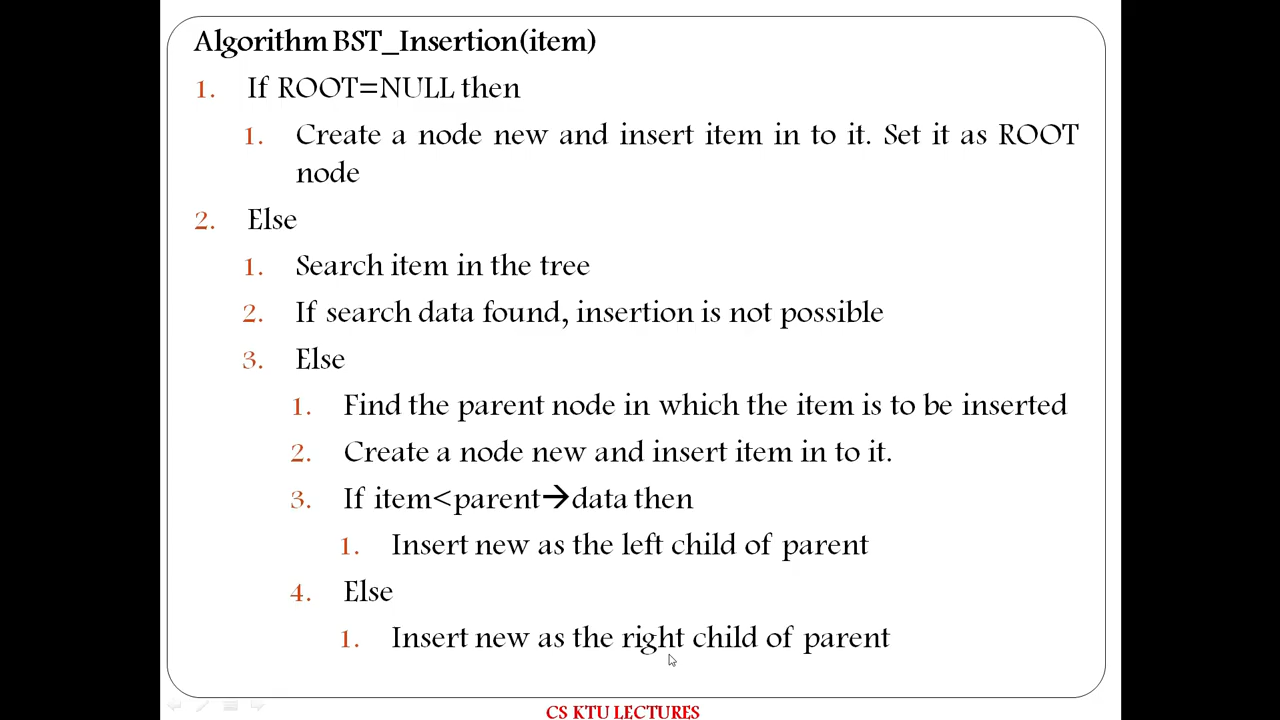 Algorithm BST_Insertion(item)
1. If ROOT=NULL then
1. Create a node new and insert item in to it. Set it as ROOT
node
2. Else
1. Search item in the tree
2. If search data found, insertion is not possible
3. Else
1. Find the parent node in which the item is to be inserted
2. Create a node new and insert item in to it.
3. If item<parent→data then
1. Insert new as the left child of parent
4. Else
1. Insert new as the right child of parent
CS KTU LECTURES